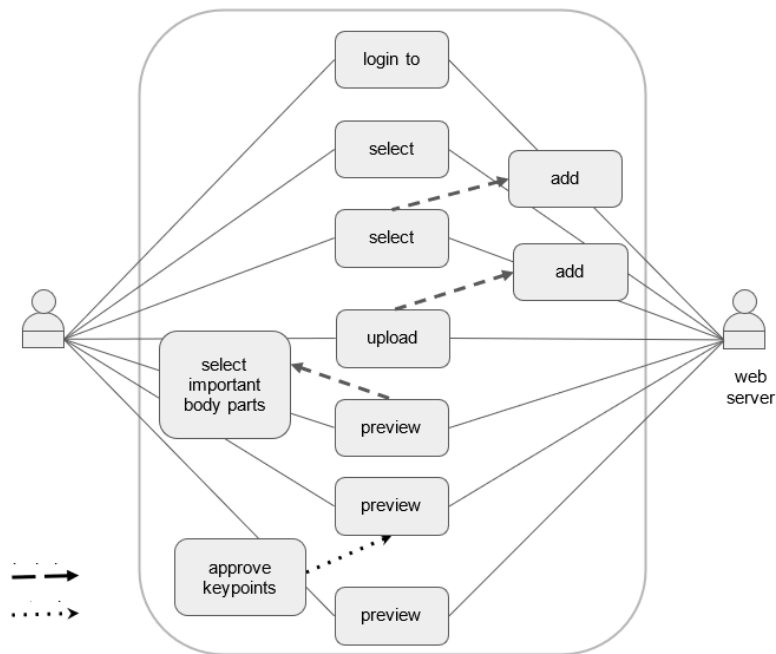 login to
select
add
select
add
upload
select
important
body parts
web
server
preview
preview
approve
keypoints
preview